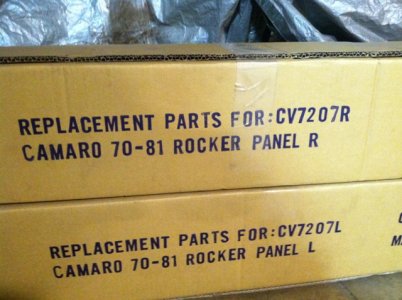 REPLACEMENT PARTS FOR:CV7207R
CAMARO 70-81 ROCKER PANEL R
REPLACEMENT PARTS FOR:CV7207L
CAMARO 70-81 ROCKER PANEL L